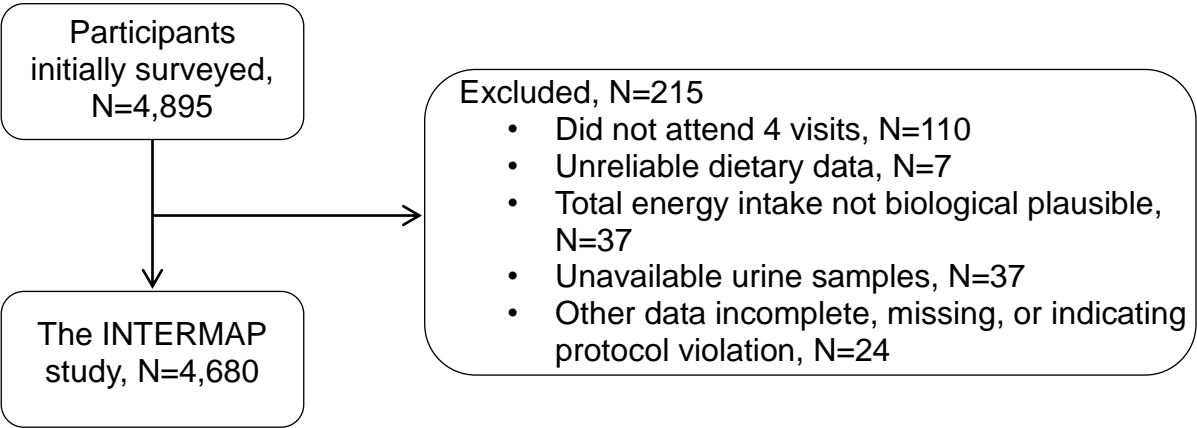 Participants
initially surveyed,
N=4,895
Excluded, N=215
• Did not attend 4 visits, N=110
• Unreliable dietary data, N=7
• Total energy intake not biological plausible,
N=37
• Unavailable urine samples, N=37
• Other data incomplete, missing, or indicating
protocol violation, N=24
The INTERMAP
study, N=4,680